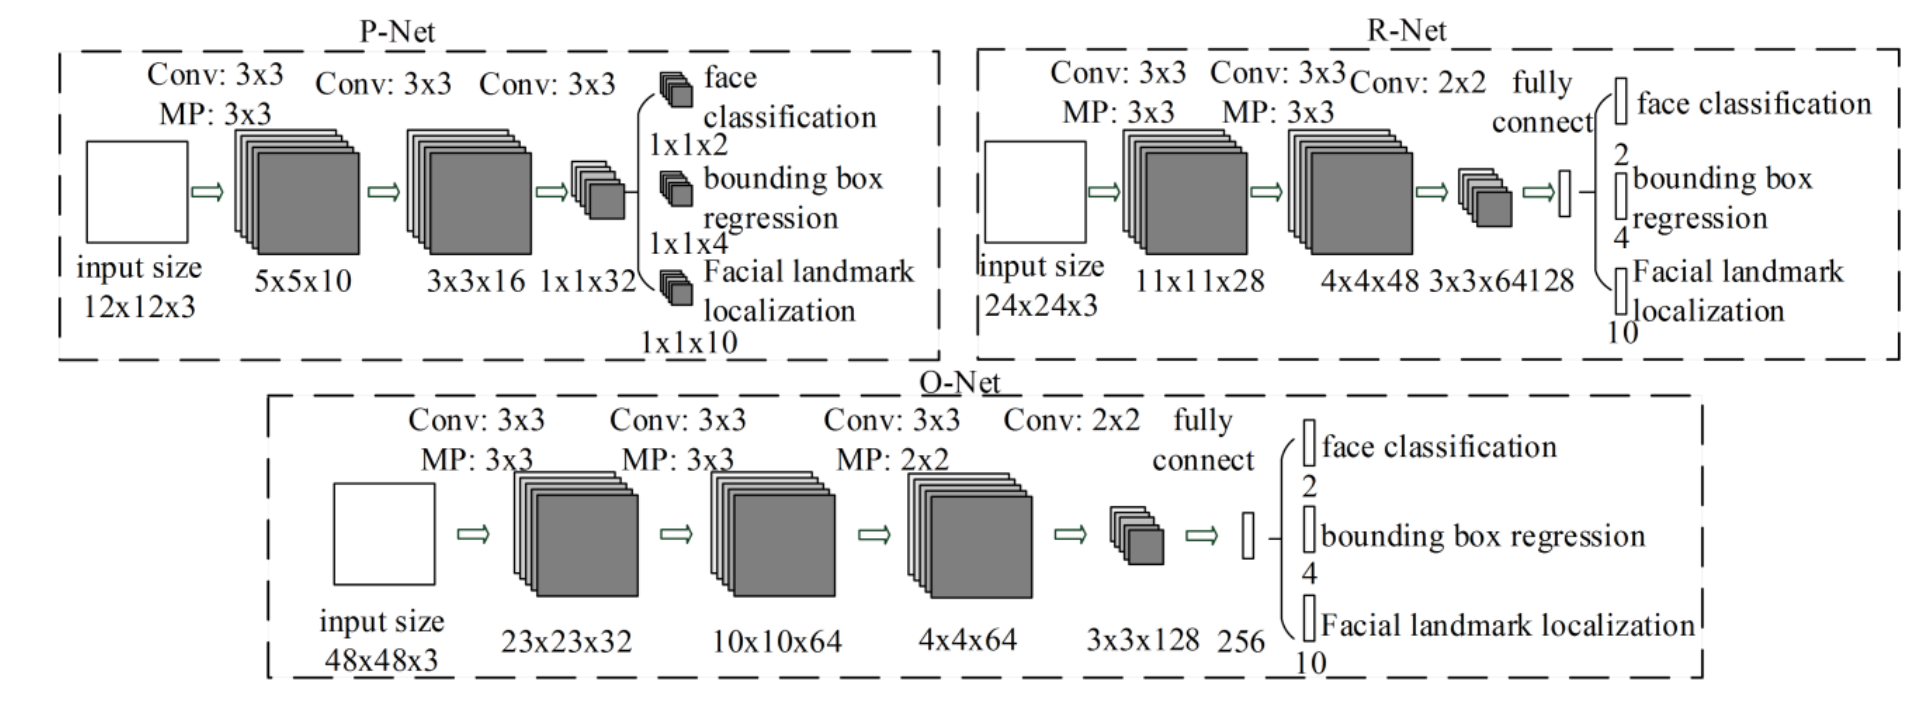 P-Net
Conv: 3x3
MP: 3x3
Conv: 3x3
Conv: 3x3
face
classification
1x1x2
bounding box
regression
1x1x4
Facial landmark
localization
1x1x10
input size
12x12x3
5x5x10
3x3x16
1x1x32
R-Net
Conv: 3x3
MP: 3x3
Conv: 3x3
MP: 3x3
Conv: 2x2
fully
connect
face classification
2
bounding box
regression
4
Facial landmark
localization
10
input size
24x24x3
11x11x28
4x4x48
3x3x64
128
O-Net
Conv: 3x3
MP: 3x3
Conv: 3x3
MP: 3x3
Conv: 3x3
MP: 2x2
Conv: 2x2
fully
connect
face classification
2
bounding box regression
4
Facial landmark localization
10
input size
48x48x3
23x23x32
10x10x64
4x4x64
3x3x128
256